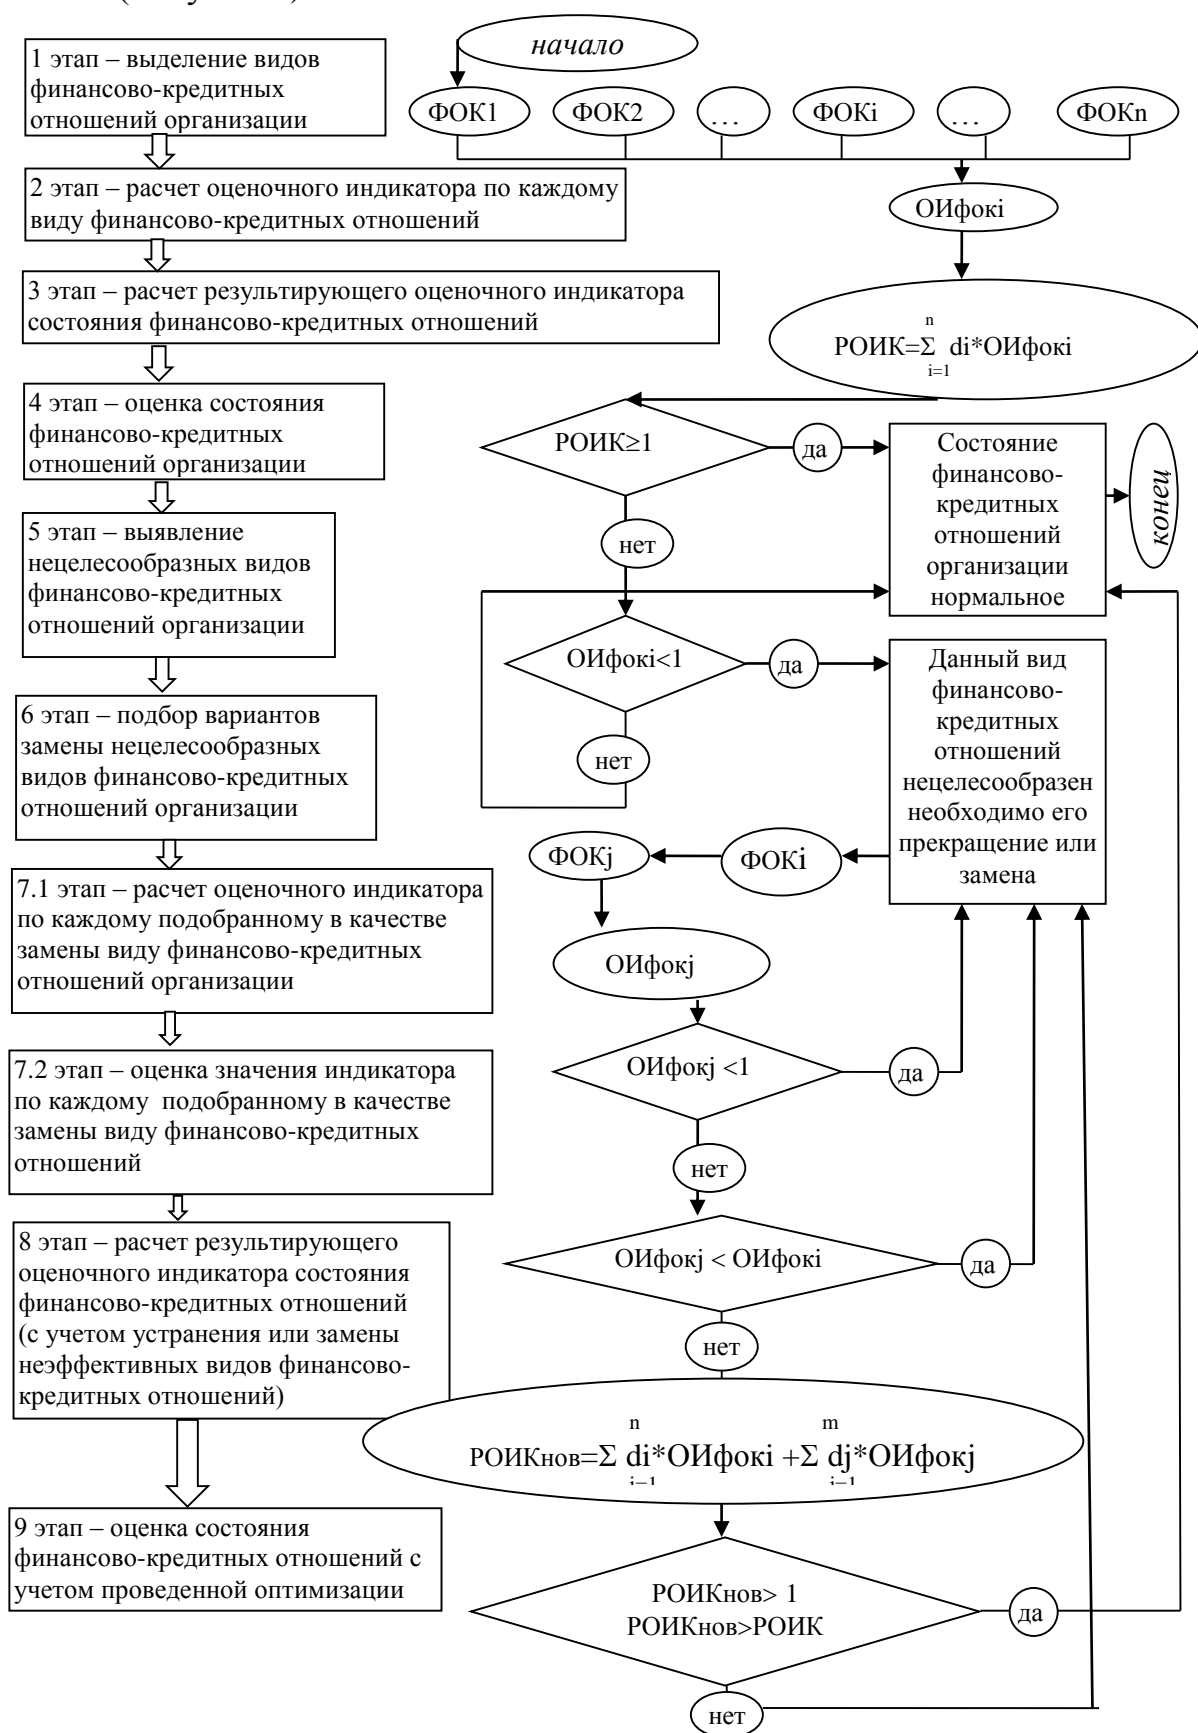 начало
1 этап – выделение видов
финансово-кредитных
отношений организации
ФОК1
ФОК2
…
ФОКi
…
ФОКn
2 этап – расчет оценочного индикатора по каждому
виду финансово-кредитных отношений
ОИфокi
3 этап – расчет результирующего оценочного индикатора
состояния финансово-кредитных отношений
n
РОИК=Σ di*ОИфокi
i=1
4 этап – оценка состояния
финансово-кредитных
отношений организации
РОИК≥1
да
Состояние
финансово-
кредитных
отношений
организации
нормальное
конец
нет
5 этап – выявление
нецелесообразных видов
финансово-кредитных
отношений организации
ОИфокi<1
да
Данный вид
финансово-
кредитных
отношений
нецелесообразен
необходимо его
прекращение или
замена
нет
6 этап – подбор вариантов
замены нецелесообразных
видов финансово-кредитных
отношений организации
ФОКj
ФОКi
7.1 этап – расчет оценочного индикатора
по каждому подобранному в качестве
замены виду финансово-кредитных
отношений организации
ОИфокj
7.2 этап – оценка значения индикатора
по каждому  подобранному в качестве
замены виду финансово-кредитных
отношений
ОИфокj <1
да
нет
8 этап – расчет результирующего
оценочного индикатора состояния
финансово-кредитных отношений
(с учетом устранения или замены
неэффективных видов финансово-
кредитных отношений)
ОИфокj < ОИфокi
да
нет
n m
РОИКнов=Σ di*ОИфокi +Σ dj*ОИфокj
9 этап – оценка состояния
финансово-кредитных отношений с
учетом проведенной оптимизации
РОИКнов> 1
РОИКнов>РОИК
да
нет